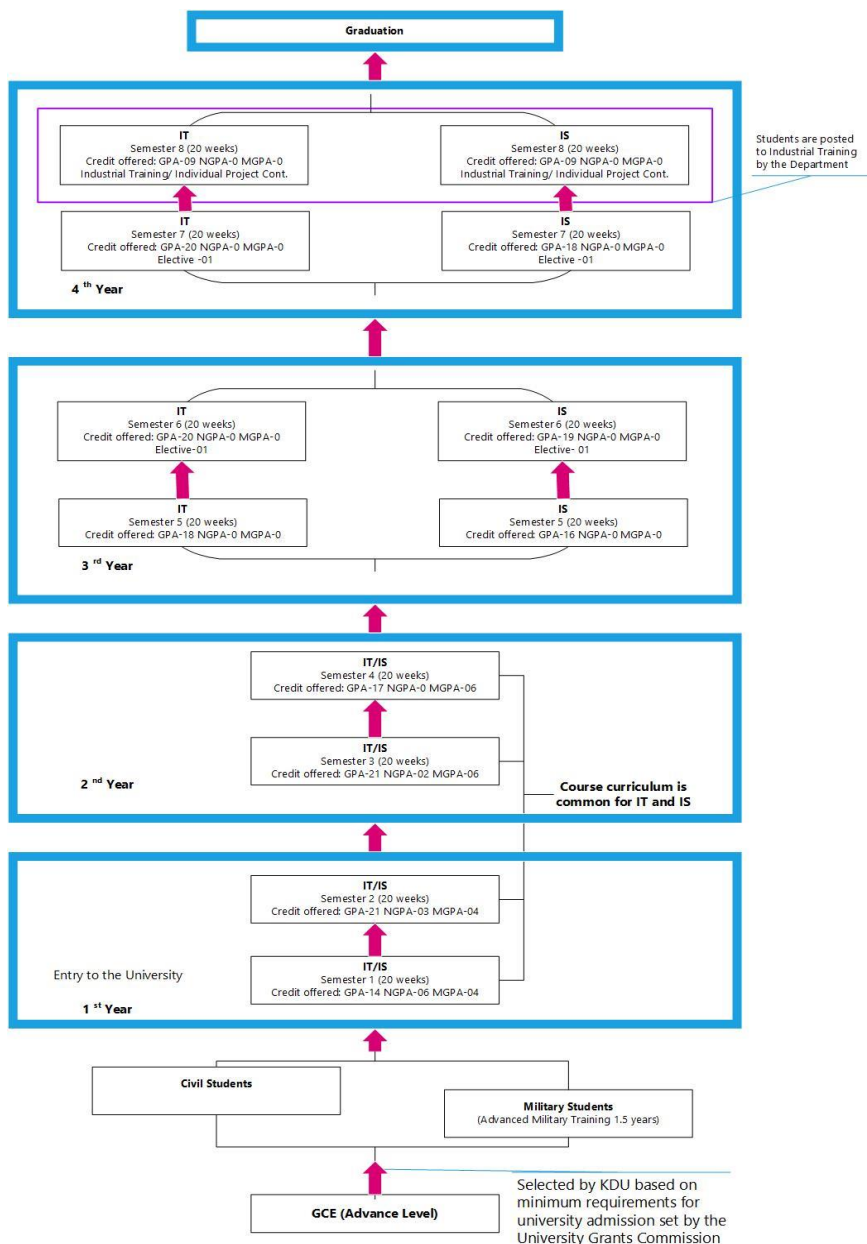 Graduation
IT
Semester 8 (20 weeks)
Credit offered: GPA-09 NGPA-0 MGPA-0
Industrial Training/ Individual Project Cont.
IS
Semester 8 (20 weeks)
Credit offered: GPA-09 NGPA-0 MGPA-0
Industrial Training/ Individual Project Cont.
Students are posted
to Industrial Training
by the Department
IT
Semester 7 (20 weeks)
Credit offered: GPA-20 NGPA-0 MGPA-0
Elective -01
IS
Semester 7 (20 weeks)
Credit offered: GPA-18 NGPA-0 MGPA-0
Elective -01
4 th Year
IT
Semester 6 (20 weeks)
Credit offered: GPA-20 NGPA-0 MGPA-0
Elective-01
IS
Semester 6 (20 weeks)
Credit offered: GPA-19 NGPA-0 MGPA-0
Elective- 01
IT
Semester 5 (20 weeks)
Credit offered: GPA-18 NGPA-0 MGPA-0
IS
Semester 5 (20 weeks)
Credit offered: GPA-16 NGPA-0 MGPA-0
3 rd Year
IT/IS
Semester 4 (20 weeks)
Credit offered: GPA-17 NGPA-0 MGPA-06
IT/IS
Semester 3 (20 weeks)
Credit offered: GPA-21 NGPA-02 MGPA-06
2 nd Year
Course curriculum is
common for IT and IS
IT/IS
Semester 2 (20 weeks)
Credit offered: GPA-21 NGPA-03 MGPA-04
IT/IS
Semester 1 (20 weeks)
Credit offered: GPA-14 NGPA-06 MGPA-04
Entry to the University
1 st Year
Civil Students
Military Students
(Advanced Military Training 1.5 years)
GCE (Advance Level)
Selected by KDU based on
minimum requirements for
university admission set by the
University Grants Commission